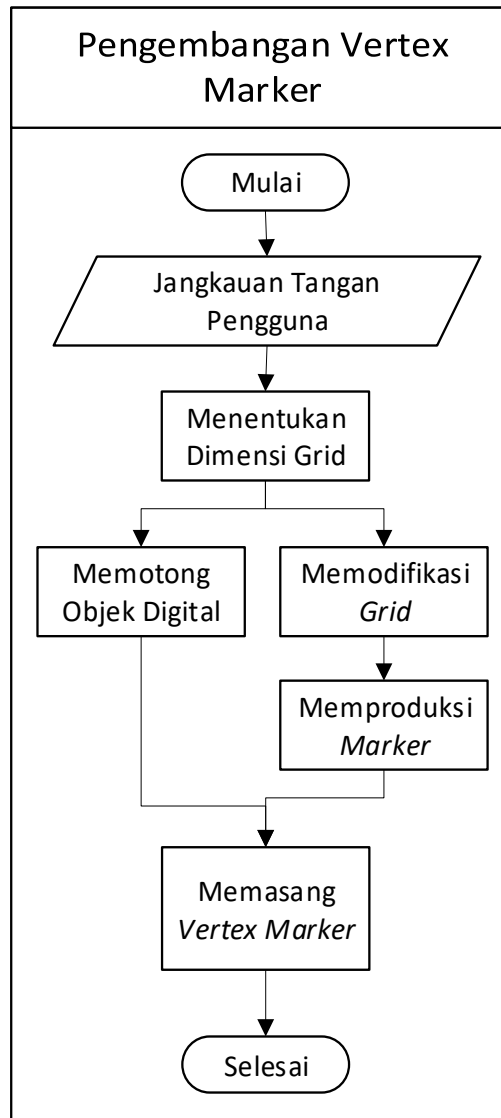 Pengembangan Vertex
Marker
Mulai
Jangkauan Tangan
Pengguna
Menentukan
Dimensi Grid
Memotong
Objek Digital
Memodifikasi
Grid
Memproduksi
Marker
Memasang
Vertex Marker
Selesai